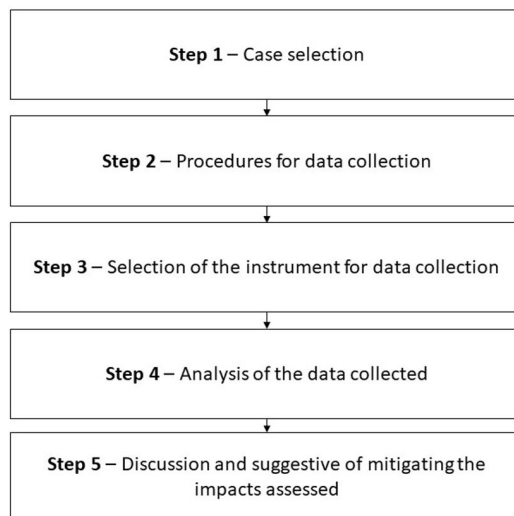 Step 1 – Case selection
Step 2 – Procedures for data collection
Step 3 – Selection of the instrument for data collection
Step 4 – Analysis of the data collected
Step 5 – Discussion and suggestive of mitigating the
impacts assessed